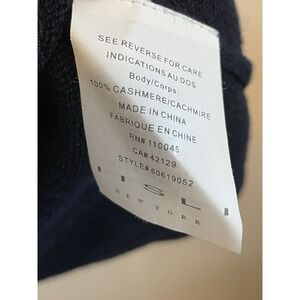 SEE REVERSE FOR CARE
INDICATIONS AU DOS
Body/Corps:
100% CASHMERE/CACHMIRE
MADE IN CHINA
FABRIQUE EN CHINE
RN# 110045
CA# 42129
STYLE# 60619052
NEW YORK